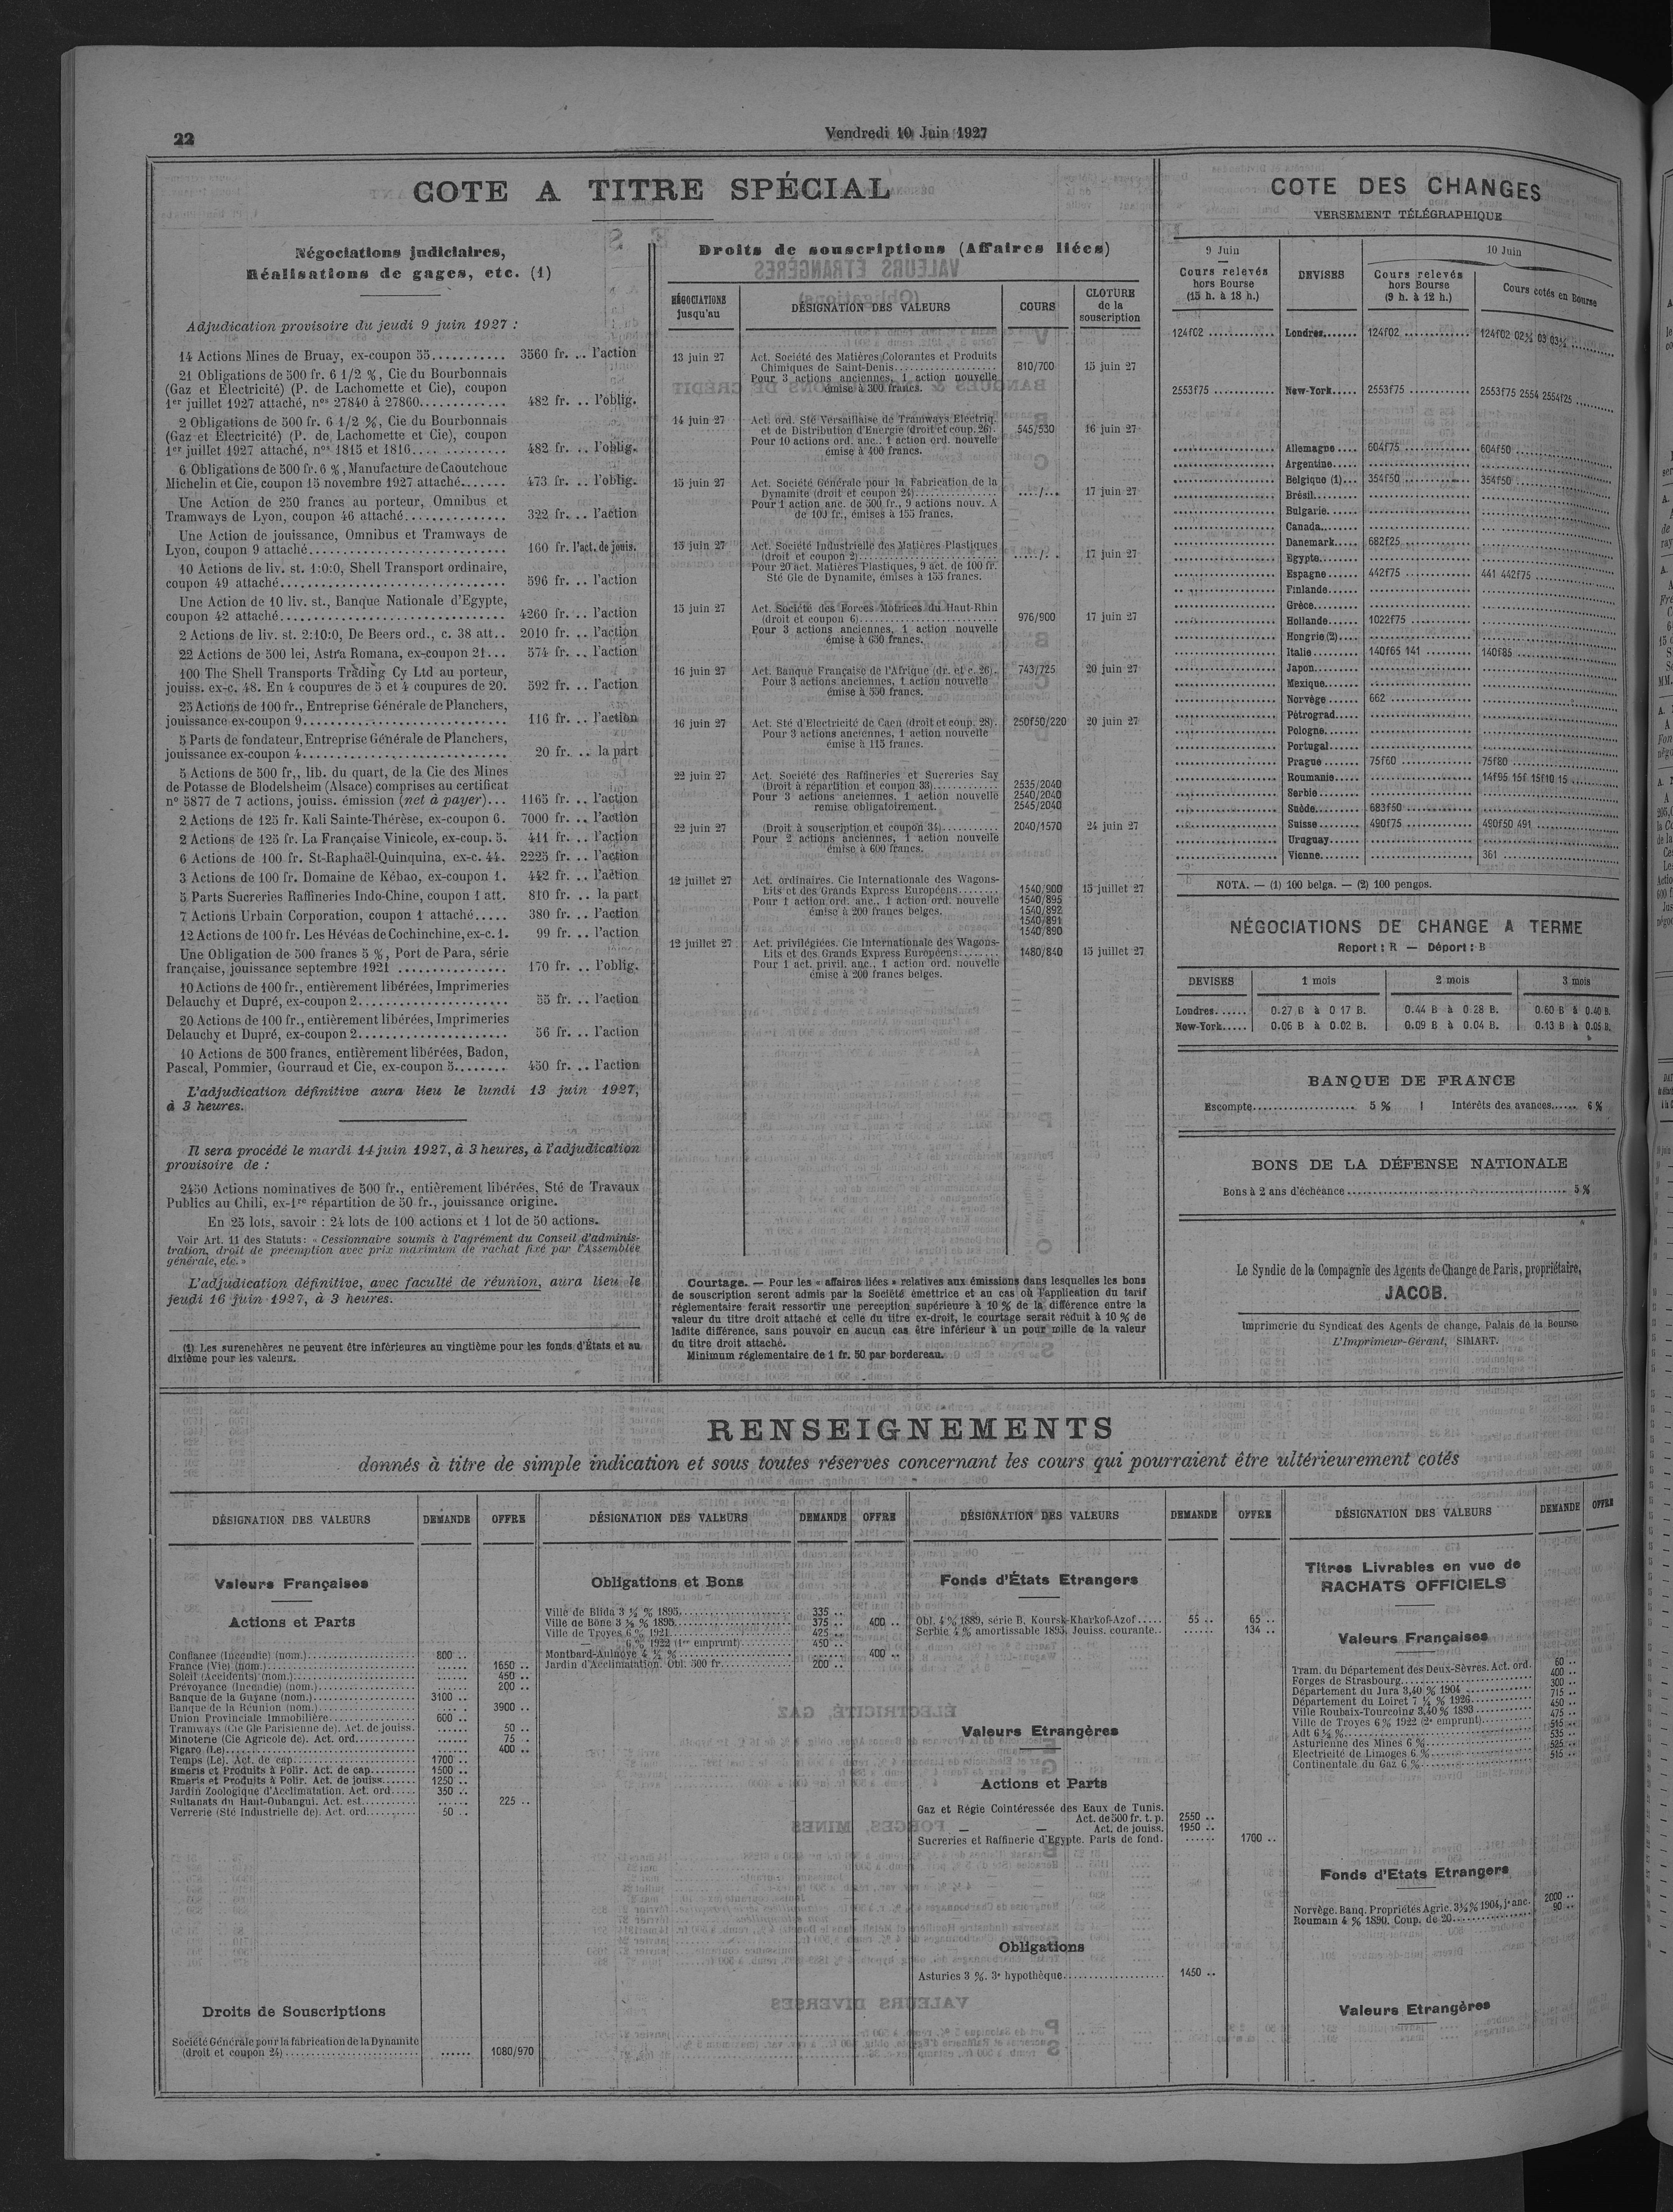 22
Vendredi 10 Juin 1927
COTE A TITRE SPÉCIAL
Négociations judiciaires,
Réalisations de gages, etc. (1)
Adjudication provisoire du jeudi 9 juin 1927 :
14 Actions Mines de Bruay, ex-coupon 55........... 3560 fr. .. l'action
21 Obligations de 500 fr. 6 1/2 %, Cie du Bourbonnais
(Gaz et Electricité) (P. de Lachomette et Cie), coupon
1er juillet 1927 attaché, nos 27840 à 27860............. 482 fr. .. l'oblig.
2 Obligations de 500 fr. 6 1/2 %, Cie du Bourbonnais
(Gaz et Electricité) (P. de Lachomette et Cie), coupon
1er juillet 1927 attaché, nos 1815 et 1816.... ......... 482 fr. .. l'oblig.
6 Obligations de 500 fr. 6 %, Manufacture de Caoutchouc
Michelin et Cie, coupon 15 novembre 1927 attaché....... 473 fr. .. l'oblig.
Une Action de 250 francs au porteur, Omnibus et
Tramways de Lyon, coupon 46 attaché............... 322 fr. .. l'action
Une Action de jouissance, Omnibus et Tramways de
Lyon, coupon 9 attaché............................. 160 fr. l'act. de jouis.
10 Actions de liv. st. 1:0:0, Shell Transport ordinaire,
coupon 49 attaché................................. 596 fr. .. l'action
Une Action de 10 liv. st., Banque Nationale d'Egypte,
coupon 42 attaché................................. 4260 fr. .. l'action
2 Actions de liv. st. 2:10:0, De Beers ord., c. 38 att.. 2010 fr. .. l'action
22 Actions de 500 lei, Astra Romana, ex-coupon 21... 574 fr. .. l'action
100 The Shell Transports Trading Cy Ltd au porteur,
jouiss. ex-c. 48. En 4 coupures de 5 et 4 coupures de 20. 592 fr. .. l'action
25 Actions de 100 fr., Entreprise Générale de Planchers,
jouissance ex-coupon 9.............................. 116 fr. .. l'action
5 Parts de fondateur, Entreprise Générale de Planchers,
jouissance ex-coupon 4.............................. 20 fr. .. la part
5 Actions de 500 fr., lib. du quart, de la Cie des Mines
de Potasse de Blodelsheim (Alsace) comprises au certificat
n° 5877 de 7 actions, jouiss. émission (net à payer)... 1165 fr. .. l'action
2 Actions de 125 fr. Kali Sainte-Thérèse, ex-coupon 6. 7000 fr. .. l'action
2 Actions de 125 fr. La Française Vinicole, ex-coup. 5. 411 fr. .. l'action
6 Actions de 100 fr. St-Raphaël-Quinquina, ex-c. 44. 2225 fr. .. l'action
3 Actions de 100 fr. Domaine de Kébao, ex-coupon 1. 442 fr. .. l'action
5 Parts Sucreries Raffineries Indo-Chine, coupon 1 att. 810 fr. .. la part
7 Actions Urbain Corporation, coupon 1 attaché..... 380 fr. .. l'action
12 Actions de 100 fr. Les Hévéas de Cochinchine, ex-c. 1. 99 fr. .. l'action
Une Obligation de 500 francs 5 %, Port de Para, série
française, jouissance septembre 1921 ................ 170 fr. .. l'oblig.
10 Actions de 100 fr., entièrement libérées, Imprimeries
Delauchy et Dupré, ex-coupon 2...................... 55 fr. .. l'action
20 Actions de 100 fr., entièrement libérées, Imprimeries
Delauchy et Dupré, ex-coupon 2...................... 56 fr. .. l'action
10 Actions de 500 francs, entièrement libérées, Badon,
Pascal, Pommier, Gourraud et Cie, ex-coupon 5........ 450 fr. .. l'action
L'adjudication définitive aura lieu le lundi 13 juin 1927,
à 3 heures.
Il sera procédé le mardi 14 juin 1927, à 3 heures, à l'adjudication
provisoire de :
2450 Actions nominatives de 500 fr., entièrement libérées, Sté de Travaux
Publics au Chili, ex-1re répartition de 50 fr., jouissance origine.
En 25 lots, savoir : 24 lots de 100 actions et 1 lot de 50 actions.
Voir Art. 11 des Statuts : « Cessionnaire soumis à l'agrément du Conseil d'adminis-
tration, droit de préemption avec prix maximum de rachat fixé par l'Assemblée
générale, etc. »
L'adjudication définitive, avec faculté de réunion, aura lieu le
jeudi 16 juin 1927, à 3 heures.
(1) Les surenchères ne peuvent être inférieures au vingtième pour les fonds d'États et au
dixième pour les valeurs.
Droits de souscriptions (Affaires liées)
NÉGOCIATIONS jusqu'au | DÉSIGNATION DES VALEURS | COURS | CLOTURE de la souscription
13 juin 27 Act. Société des Matières Colorantes et Produits
Chimiques de Saint-Denis................... 810/700 15 juin 27
Pour 3 actions anciennes, 1 action nouvelle
émise à 300 francs.
14 juin 27 Act. ord. Sté Versaillaise de Tramways Electriq.
et de Distribution d'Energie (droit et coup. 26). 545/530 16 juin 27
Pour 10 actions ord. anc., 1 action ord. nouvelle
émise à 400 francs.
15 juin 27 Act. Société Générale pour la Fabrication de la
Dynamite (droit et coupon 24)............... ..../... 17 juin 27
Pour 1 action anc. de 500 fr., 9 actions nouv. A
de 100 fr., émises à 155 francs.
15 juin 27 Act. Société Industrielle des Matières Plastiques
(droit et coupon 2)......................... ...../. . 17 juin 27
Pour 20 act. Matières Plastiques, 9 act. de 100 fr.
Sté Gle de Dynamite, émises à 155 francs.
15 juin 27 Act. Société des Forces Motrices du Haut-Rhin
(droit et coupon 6)......................... 976/900 17 juin 27
Pour 3 actions anciennes, 1 action nouvelle
émise à 650 francs.
16 juin 27 Act. Banque Française de l'Afrique (dr. et c. 26). 743/725 20 juin 27
Pour 3 actions anciennes, 1 action nouvelle
émise à 550 francs.
16 juin 27 Act. Sté d'Electricité de Caen (droit et coup. 28). 250f50/220 20 juin 27
Pour 3 actions anciennes, 1 action nouvelle
émise à 115 francs.
22 juin 27 Act. Société des Raffineries et Sucreries Say
(Droit à répartition et coupon 33)............ 2535/2040
Pour 3 actions anciennes, 1 action nouvelle 2540/2040
remise obligatoirement. 2545/2040
22 juin 27 (Droit à souscription et coupon 34).......... 2040/1570 24 juin 27
Pour 2 actions anciennes, 1 action nouvelle
émise à 600 francs.
12 juillet 27 Act. ordinaires. Cie Internationale des Wagons-
Lits et des Grands Express Européens........ 1540/900 15 juillet 27
Pour 1 action ord. anc., 1 action ord. nouvelle 1540/895
émise à 200 francs belges. 1540/892
1540/891
1540/890
12 juillet 27 Act. privilégiées. Cie Internationale des Wagons-
Lits et des Grands Express Européens........ 1480/840 15 juillet 27
Pour 1 act. privil. anc., 1 action ord. nouvelle
émise à 200 francs belges.
Courtage. — Pour les « affaires liées » relatives aux émissions dans lesquelles les bons
de souscription seront admis par la Société émettrice et au cas où l'application du tarif
réglementaire ferait ressortir une perception supérieure à 10 % de la différence entre la
valeur du titre droit attaché et celle du titre ex-droit, le courtage serait réduit à 10 % de
ladite différence, sans pouvoir en aucun cas être inférieur à un pour mille de la valeur
du titre droit attaché.
Minimum réglementaire de 1 fr. 50 par bordereau.
COTE DES CHANGES
VERSEMENT TÉLÉGRAPHIQUE
9 Juin — Cours relevés hors Bourse (15 h. à 18 h.) | DEVISES | 10 Juin Cours relevés hors Bourse (9 h. à 12 h.) | Cours cotés en Bourse
124f02 ............ Londres...... 124f02 ............ 124f02 02½ 03 03½ ..........
2553f75 ........... New-York..... 2553f75 ........... 2553f75 2554 2554f25 ..........
Allemagne.... 604f75 ........... 604f50 ..........
Argentine.....
Belgique (1)... 354f50 ........... 354f50 ..........
Brésil........
Bulgarie......
Canada.......
Danemark..... 682f25 ..........
Egypte.......
Espagne...... 442f75 ........... 441 442f75 ..........
Finlande......
Grèce........
Hollande...... 1022f75 ..........
Hongrie (2)...
Italie........ 140f65 141 ........ 140f85 ..........
Japon........
Mexique......
Norvège...... 662 ..........
Pétrograd.....
Pologne......
Portugal......
Prague....... 75f60 ............ 75f80 ..........
Roumanie..... .......... 14f95 15f 15f10 15 ..........
Serbie.......
Suède........ 683f50 ..........
Suisse........ 490f75 ............ 490f50 491 ..........
Uruguay......
Vienne....... .......... 361 ..........
NOTA. — (1) 100 belga. — (2) 100 pengos.
NÉGOCIATIONS DE CHANGE A TERME
Report : R — Déport : B
DEVISES | 1 mois | 2 mois | 3 mois
Londres...... 0.27 B à 0 17 B. 0.44 B à 0 28 B. 0.60 B à 0.40 B.
New-York..... 0.06 B à 0.02 B. 0.09 B à 0.04 B. 0.13 B à 0.05 B.
BANQUE DE FRANCE
Escompte.................... 5 % | Intérêts des avances...... 6 %
BONS DE LA DÉFENSE NATIONALE
Bons à 2 ans d'échéance ........................................ 5 %
Le Syndic de la Compagnie des Agents de Change de Paris, propriétaire,
JACOB.
Imprimerie du Syndicat des Agents de change, Palais de la Bourse
L'Imprimeur-Gérant, SIMART.
RENSEIGNEMENTS
donnés à titre de simple indication et sous toutes réserves concernant les cours qui pourraient être ultérieurement cotés
DÉSIGNATION DES VALEURS | DEMANDE | OFFRE
Valeurs Françaises
Actions et Parts
Confiance (Incendie) (nom.)........ 800 ..
France (Vie) (nom.)........ ...... 1650 ..
Soleil (Accidents) (nom.)........ ...... 450 ..
Prévoyance (Incendie) (nom.)........ ...... 200 ..
Banque de la Guyane (nom.)........ 3100 ..
Banque de la Réunion (nom.)........ .... 3900 ..
Union Provinciale Immobilière........ 600 ..
Tramways (Cie Gle Parisienne de). Act. de jouiss. ...... 50 ..
Minoterie (Cie Agricole de). Act. ord........ ...... 75 ..
Figaro (Le)........ ...... 400 ..
Temps (Le). Act. de cap........ 1700 ..
Emeris et Produits à Polir. Act. de cap........ 1500 ..
Emeris et Produits à Polir. Act. de jouiss....... 1250 ..
Jardin Zoologique d'Acclimatation. Act. ord..... 350 ..
Sultanats du Haut-Oubangui. Act. est........ ...... 225 ..
Verrerie (Sté Industrielle de). Act. ord........ 50 ..
Droits de Souscriptions
Société Générale pour la fabrication de la Dynamite
(droit et coupon 24)........................ ...... 1080/970
DÉSIGNATION DES VALEURS | DEMANDE | OFFRE
Obligations et Bons
Ville de Blida 3 ½ % 1895........ 335 ..
Ville de Bône 3 ½ % 1895........ 375 .. 400 ..
Ville de Troyes 6 % 1921........ 425 ..
— 6 % 1922 (1er emprunt)........ 450 ..
Montbard-Aulnoye 4 ½ %........ ...... 400 ..
Jardin d'Acclimatation. Obl. 500 fr........ 200 ..
DÉSIGNATION DES VALEURS | DEMANDE | OFFRE
Fonds d'États Etrangers
Obl. 4 % 1889, série B, Koursk-Kharkof-Azof..... 55 .. 65 ..
Serbie 4 % amortissable 1895, Jouiss. courante.. ...... 134 ..
Valeurs Etrangères
Actions et Parts
Gaz et Régie Cointéressée des Eaux de Tunis.
Act. de 500 fr. t. p. 2550 ..
— — Act. de jouiss. 1950 ..
Sucreries et Raffinerie d'Egypte. Parts de fond. ...... 1700 ..
Obligations
Asturies 3 %. 3e hypothèque.................... 1450 ..
DÉSIGNATION DES VALEURS | DEMANDE | OFFRE
Titres Livrables en vue de
RACHATS OFFICIELS
Valeurs Françaises
Tram. du Département des Deux-Sèvres. Act. ord. 60 ..
Forges de Strasbourg........ 400 ..
Département du Jura 3,40 % 1904 ........ 300 ..
Département du Loiret 7 ½ % 1926........ 715 ..
Ville Roubaix-Tourcoing 3,40 % 1893........ 450 ..
Ville de Troyes 6 % 1922 (2e emprunt)........ 475 ..
Adt 6 ½ %........ 515 ..
Asturienne des Mines 6 %........ 535 ..
Electricité de Limoges 6 %........ 525 ..
Continentale du Gaz 6 %........ 515 ..
Fonds d'Etats Etrangers
Norvège. Banq. Propriétés Agric. 3½ % 1904, j. anc. 2000 ..
Roumain 4 % 1890. Coup. de 20........ 90 ..
Valeurs Etrangères